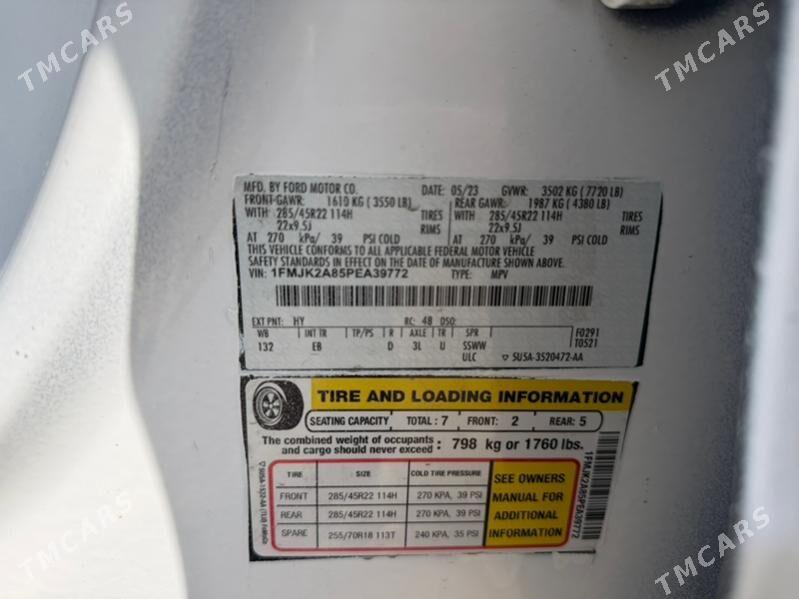 TMCARS
TMCARS
MFD. BY FORD MOTOR CO. DATE: 05/23 GVWR: 3502 KG ( 7720 LB)
FRONT GAWR: 1610 KG ( 3550 LB) REAR GAWR: 1987 KG ( 4380 LB)
WITH 285/45R22 114H TIRES WITH 285/45R22 114H TIRES
22x9.5J RIMS 22x9.5J RIMS
AT 270 kPa/ 39 PSI COLD AT 270 kPa/ 39 PSI COLD
THIS VEHICLE CONFORMS TO ALL APPLICABLE FEDERAL MOTOR VEHICLE
SAFETY STANDARDS IN EFFECT ON THE DATE OF MANUFACTURE SHOWN ABOVE.
VIN: 1FMJK2A85PEA39772 TYPE: MPV
EXT PNT: HY RC: 48 DSO:
WB INT TR TP/PS R AXLE TR SPR F0291
132 EB D 3L U SSWW T0521
ULC 5U5A-3520472-AA
TIRE AND LOADING INFORMATION
SEATING CAPACITY TOTAL: 7 FRONT: 2 REAR: 5
The combined weight of occupants
and cargo should never exceed : 798 kg or 1760 lbs.
TIRE SIZE COLD TIRE PRESSURE
FRONT 285/45R22 114H 270 KPA, 39 PSI
REAR 285/45R22 114H 270 KPA, 39 PSI
SPARE 255/70R18 113T 240 KPA, 35 PSI
SEE OWNERS
MANUAL FOR
ADDITIONAL
INFORMATION
1FMJK2A85PEA39772
TMCARS
TMCARS